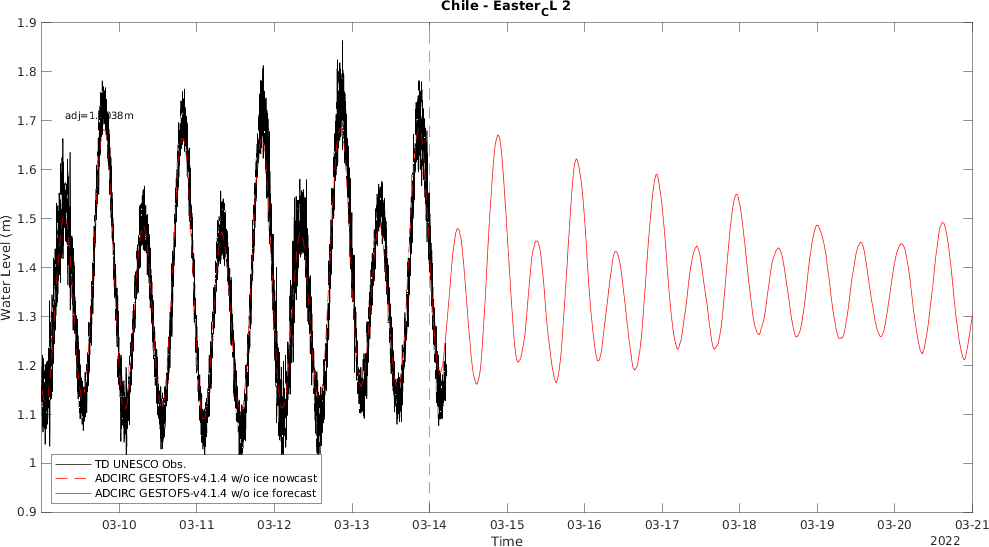 Chile - Easter_CL 2
1.9
1.8
1.7
1.6
1.5
1.4
1.3
1.2
1.1
1
0.9
Water Level (m)
TD UNESCO Obs.
ADCIRC GESTOFS-v4.1.4 w/o ice nowcast
ADCIRC GESTOFS-v4.1.4 w/o ice forecast
03-10 03-11 03-12 03-13 03-14 03-15 03-16 03-17 03-18 03-19 03-20 03-21
Time
2022